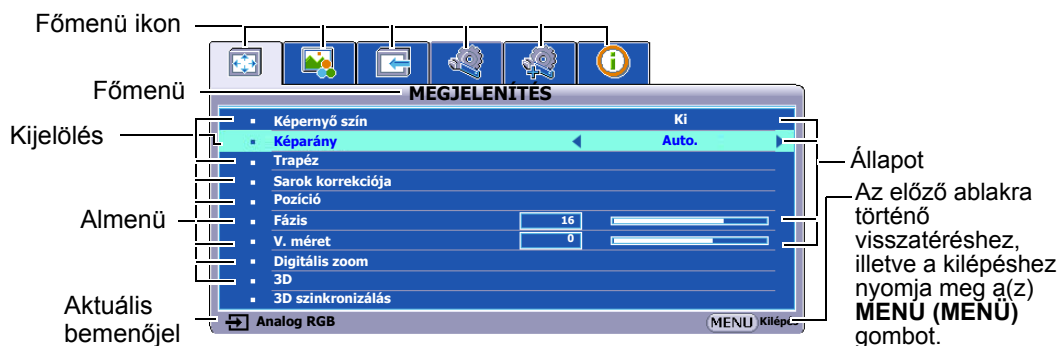 Főmenü ikon
Főmenü
MEGJELENÍTÉS
Kijelölés
Képernyő szín Ki
Képarány Auto.
Trapéz
Sarok korrekciója
Pozíció
Almenü
Fázis 16
V. méret 0
Digitális zoom
3D
3D szinkronizálás
Állapot
Az előző ablakra
történő
visszatéréshez,
illetve a kilépéshez
nyomja meg a(z)
MENU (MENÜ)
gombot.
Aktuális
bemenőjel
Analog RGB
MENU Kilépés